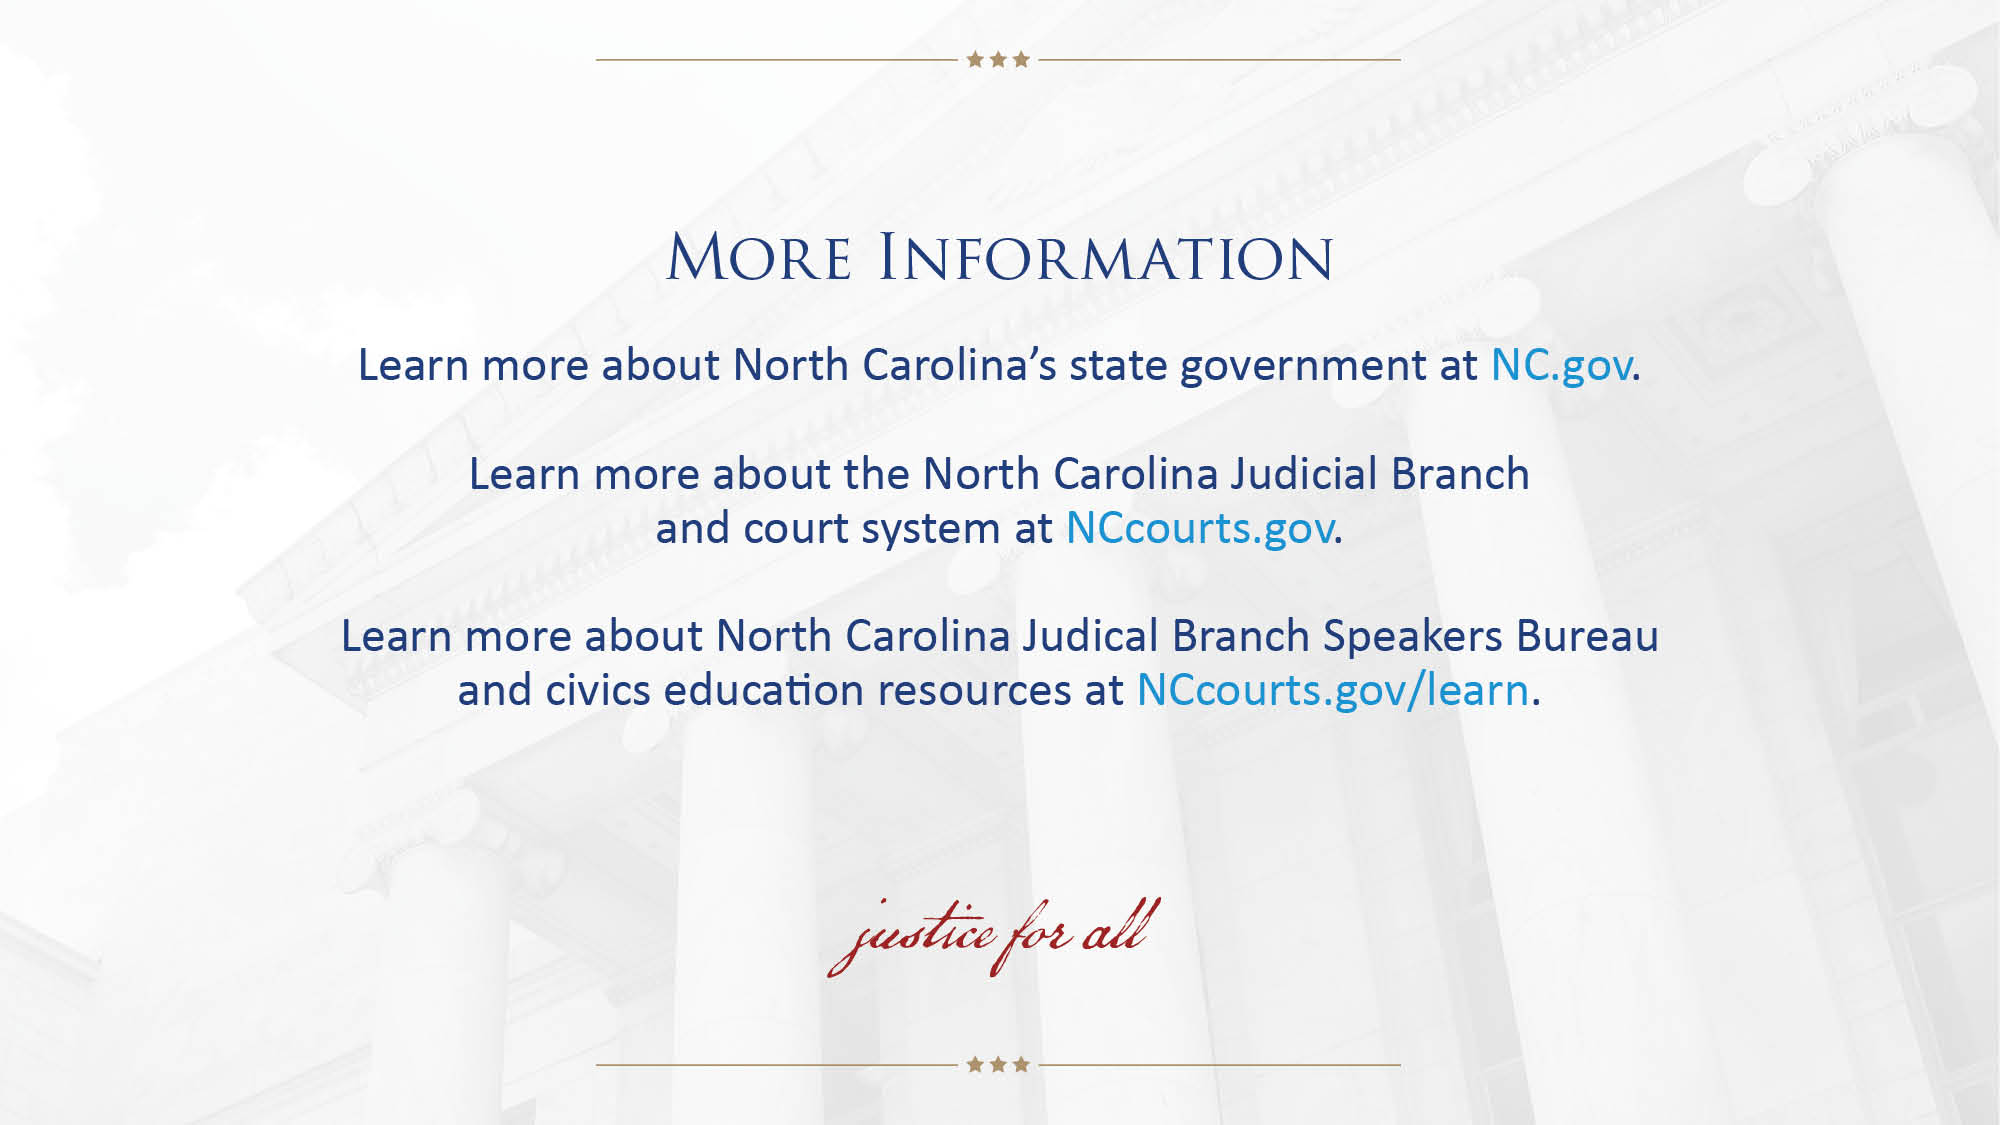 More Information
Learn more about North Carolina’s state government at NC.gov.
Learn more about the North Carolina Judicial Branch
and court system at NCcourts.gov.
Learn more about North Carolina Judical Branch Speakers Bureau
and civics education resources at NCcourts.gov/learn.
justice for all